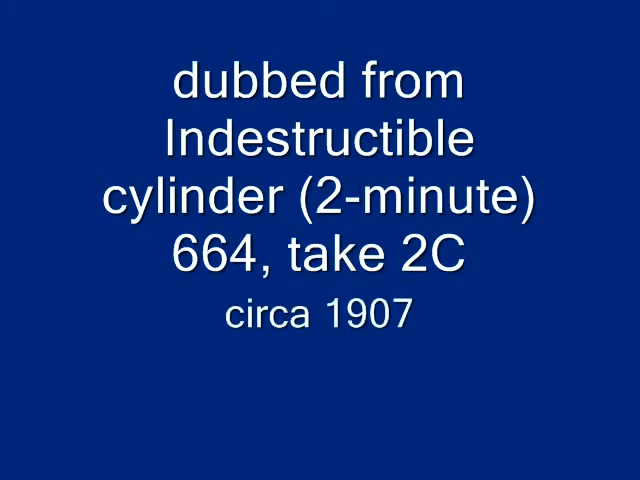 dubbed from
Indestructible
cylinder (2-minute)
664, take 2C
circa 1907